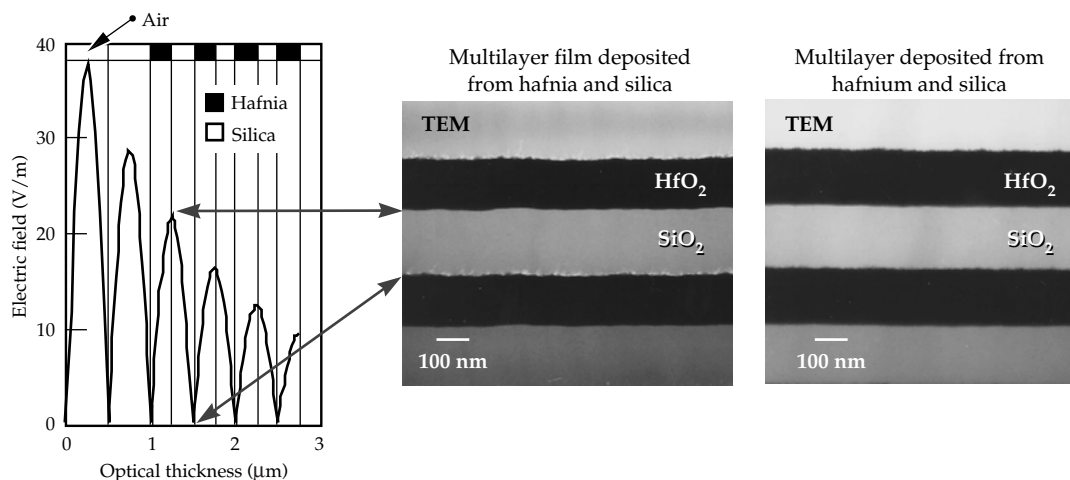 Air
40
30
20
10
0
0
1
2
3
Electric field (V/m)
Optical thickness (μm)
Hafnia
Silica
Multilayer film deposited
from hafnia and silica
TEM
HfO₂
SiO₂
100 nm
Multilayer deposited from
hafnium and silica
TEM
HfO₂
SiO₂
100 nm